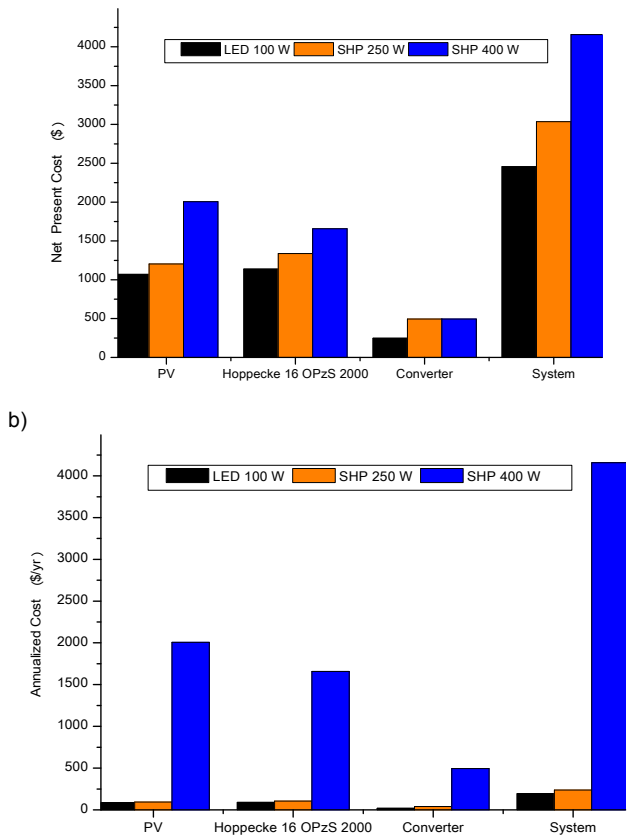 4000
3500
3000
2500
2000
1500
1000
500
0
Net Present Cost ($)
LED 100 W SHP 250 W SHP 400 W
PV Hoppecke 16 OPzS 2000 Converter System
b)
4000
3500
3000
2500
2000
1500
1000
500
0
Annualized Cost ($/yr)
LED 100 W SHP 250 W SHP 400 W
PV Hoppecke 16 OPzS 2000 Converter System